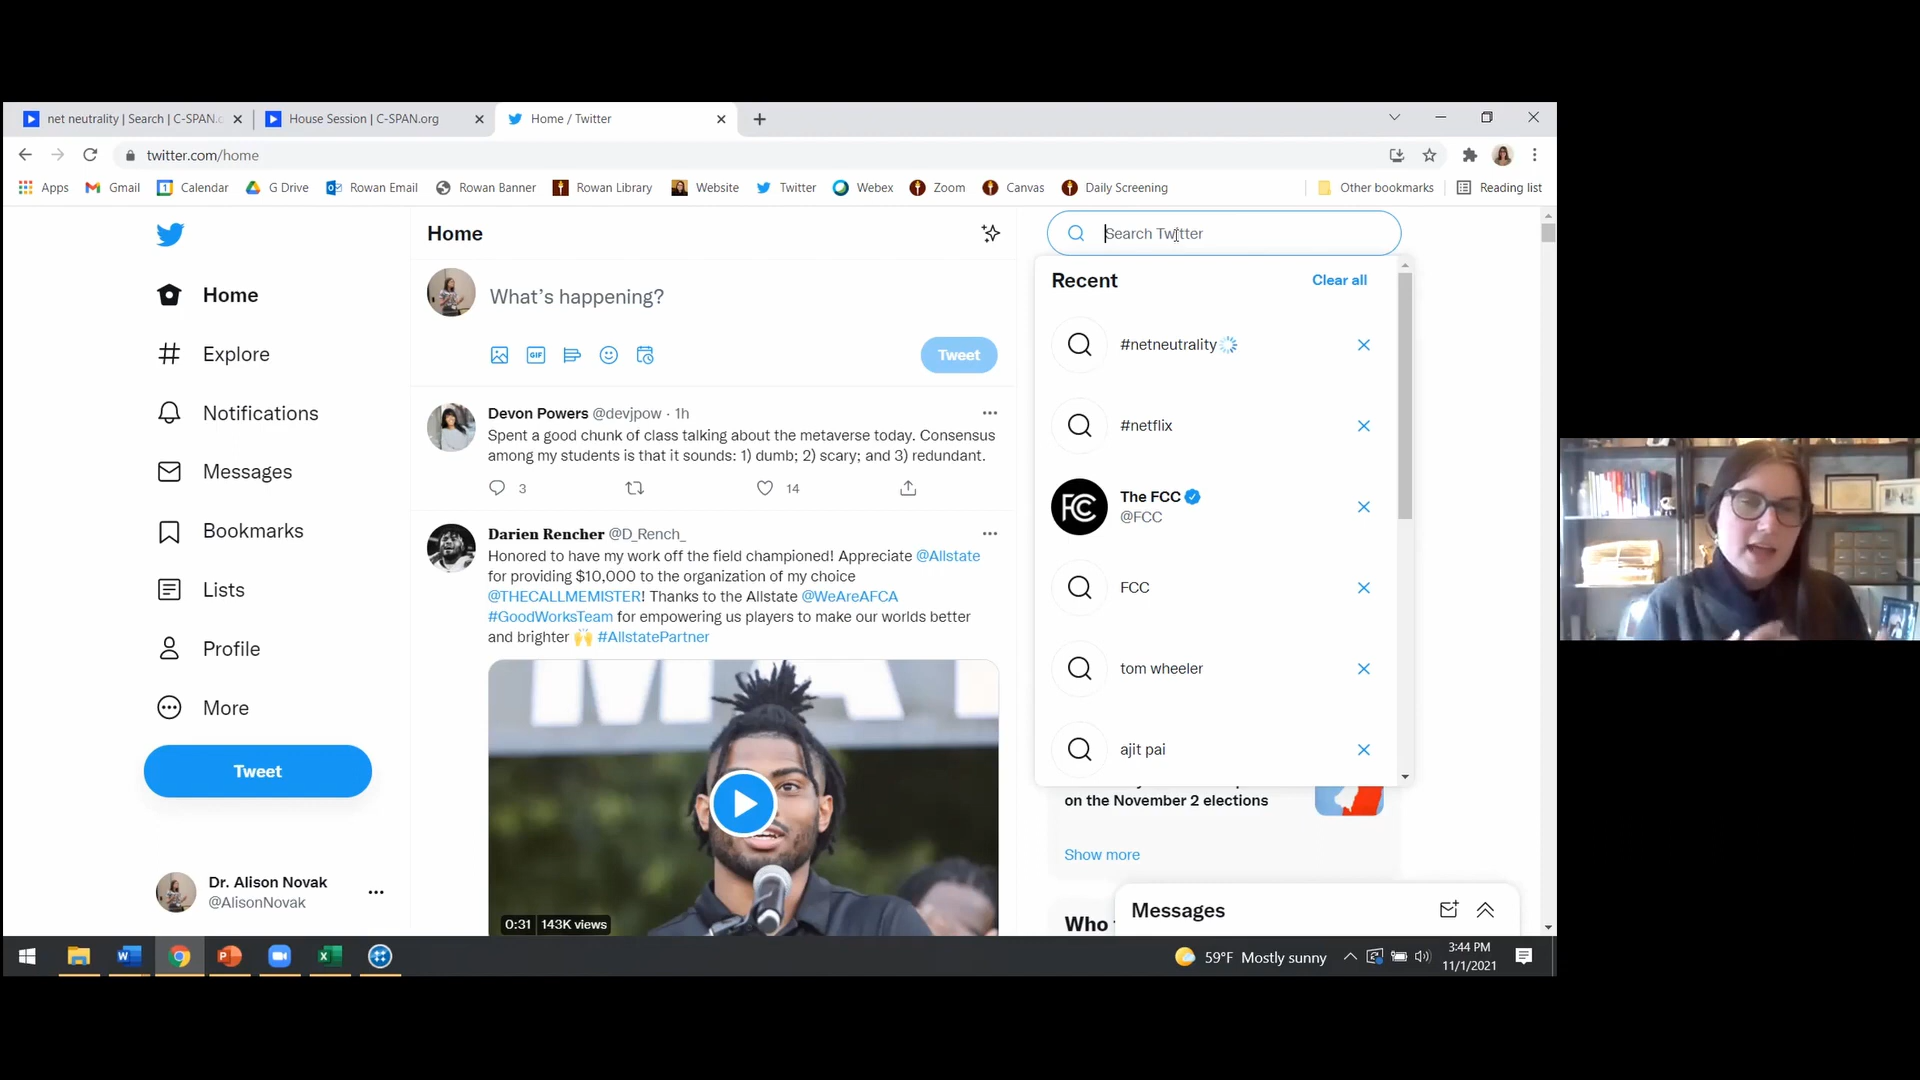 net neutrality | Search | C-SPAN.o
House Session | C-SPAN.org
Home / Twitter
twitter.com/home
Apps
Gmail
Calendar
G Drive
Rowan Email
Rowan Banner
Rowan Library
Website
Twitter
Webex
Zoom
Canvas
Daily Screening
Other bookmarks
Reading list
Home
Explore
Notifications
Messages
Bookmarks
Lists
Profile
More
Tweet
Dr. Alison Novak
@AlisonNovak
Home
What's happening?
GIF
Tweet
Devon Powers @devjpow · 1h
Spent a good chunk of class talking about the metaverse today. Consensus
among my students is that it sounds: 1) dumb; 2) scary; and 3) redundant.
3
14
Darien Rencher @D_Rench_
Honored to have my work off the field championed! Appreciate @Allstate
for providing $10,000 to the organization of my choice
@THECALLMEMISTER! Thanks to the Allstate @WeAreAFCA
#GoodWorksTeam for empowering us players to make our worlds better
and brighter 🙌 #AllstatePartner
0:31
143K views
Search Twitter
Recent
Clear all
#netneutrality
#netflix
FC
The FCC
@FCC
FCC
tom wheeler
ajit pai
on the November 2 elections
Show more
Who
Messages
59°F Mostly sunny
3:44 PM
11/1/2021